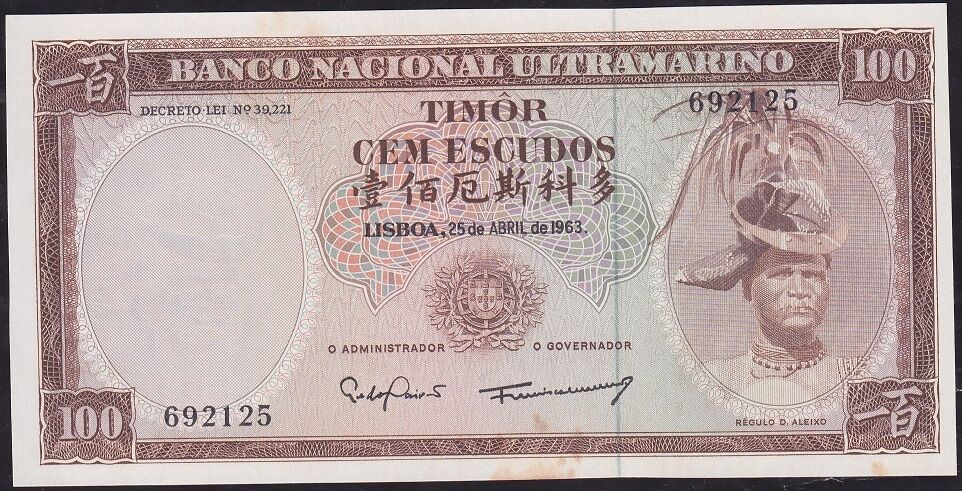 一百
BANCO NACIONAL ULTRAMARINO
100
DECRETO-LEI Nº 39,221
TIMÔR
692125
CEM ESCUDOS
壹佰厄斯科多
LISBOA, 25 de ABRIL de 1963.
O ADMINISTRADOR
O GOVERNADOR
100
692125
RÉGULO D. ALEIXO
一百